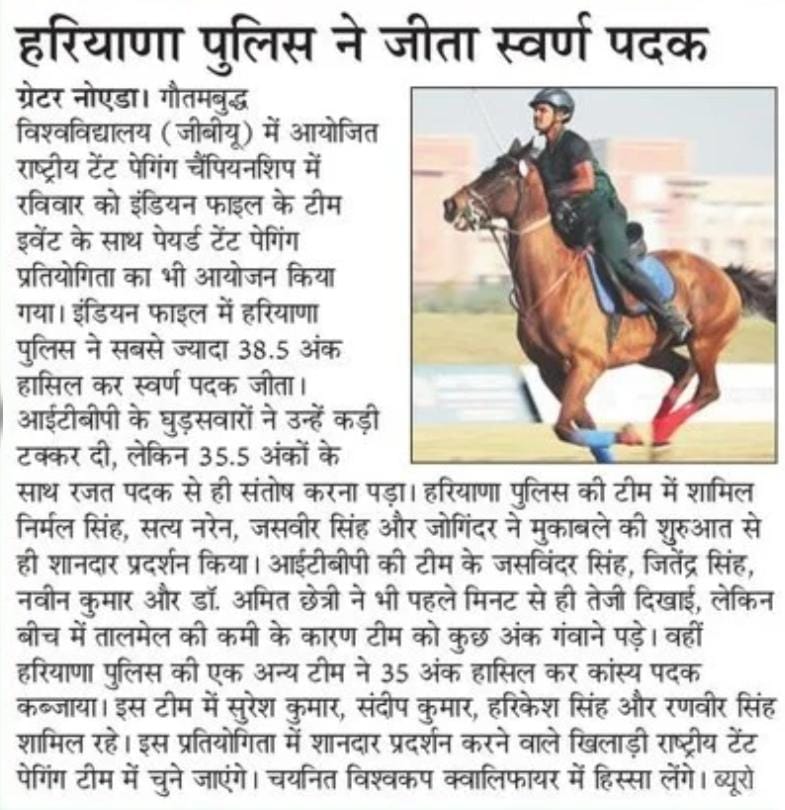 हरियाणा पुलिस ने जीता स्वर्ण पदक
ग्रेटर नोएडा। गौतमबुद्ध
विश्वविद्यालय (जीबीयू) में आयोजित
राष्ट्रीय टेंट पेगिंग चैंपियनशिप में
रविवार को इंडियन फाइल के टीम
इवेंट के साथ पेयर्ड टेंट पेगिंग
प्रतियोगिता का भी आयोजन किया
गया। इंडियन फाइल में हरियाणा
पुलिस ने सबसे ज्यादा 38.5 अंक
हासिल कर स्वर्ण पदक जीता।
आईटीबीपी के घुड़सवारों ने उन्हें कड़ी
टक्कर दी, लेकिन 35.5 अंकों के
साथ रजत पदक से ही संतोष करना पड़ा। हरियाणा पुलिस की टीम में शामिल
निर्मल सिंह, सत्य नरेन, जसवीर सिंह और जोगिंदर ने मुकाबले की शुरुआत से
ही शानदार प्रदर्शन किया। आईटीबीपी की टीम के जसविंदर सिंह, जितेंद्र सिंह,
नवीन कुमार और डॉ. अमित छेत्री ने भी पहले मिनट से ही तेजी दिखाई, लेकिन
बीच में तालमेल की कमी के कारण टीम को कुछ अंक गंवाने पड़े। वहीं
हरियाणा पुलिस की एक अन्य टीम ने 35 अंक हासिल कर कांस्य पदक
कब्जाया। इस टीम में सुरेश कुमार, संदीप कुमार, हरिकेश सिंह और रणवीर सिंह
शामिल रहे। इस प्रतियोगिता में शानदार प्रदर्शन करने वाले खिलाड़ी राष्ट्रीय टेंट
पेगिंग टीम में चुने जाएंगे। चयनित विश्वकप क्वालिफायर में हिस्सा लेंगे। ब्यूरो